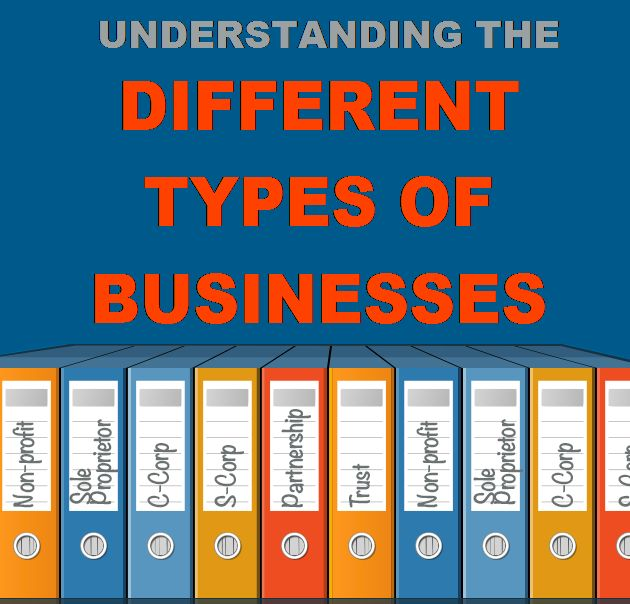 UNDERSTANDING THE
DIFFERENT
TYPES OF
BUSINESSES
Non-profit
Sole
Proprietor
C-Corp
S-Corp
Partnership
Trust
Non-profit
Sole
Proprietor
C-Corp